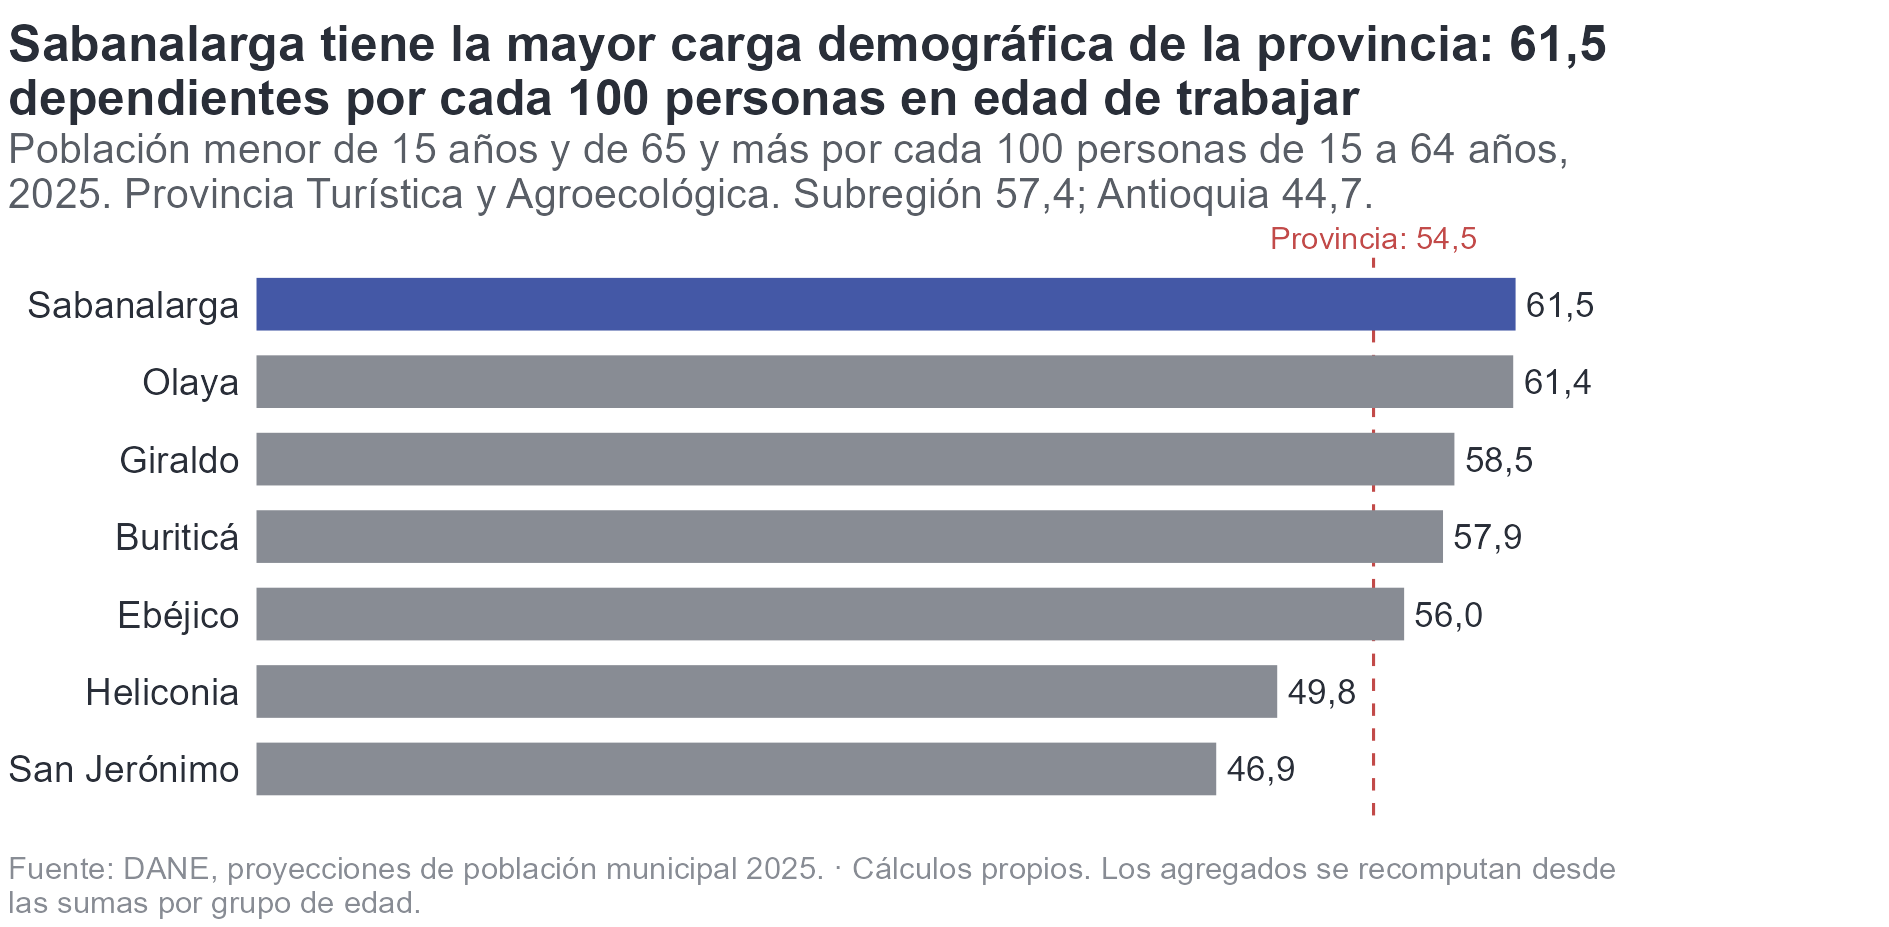 Sabanalarga tiene la mayor carga demográfica de la provincia: 61,5
dependientes por cada 100 personas en edad de trabajar
Población menor de 15 años y de 65 y más por cada 100 personas de 15 a 64 años,
2025. Provincia Turística y Agroecológica. Subregión 57,4; Antioquia 44,7.
Provincia: 54,5
Sabanalarga 61,5
Olaya 61,4
Giraldo 58,5
Buriticá 57,9
Ebéjico 56,0
Heliconia 49,8
San Jerónimo 46,9
Fuente: DANE, proyecciones de población municipal 2025. · Cálculos propios. Los agregados se recomputan desde
las sumas por grupo de edad.